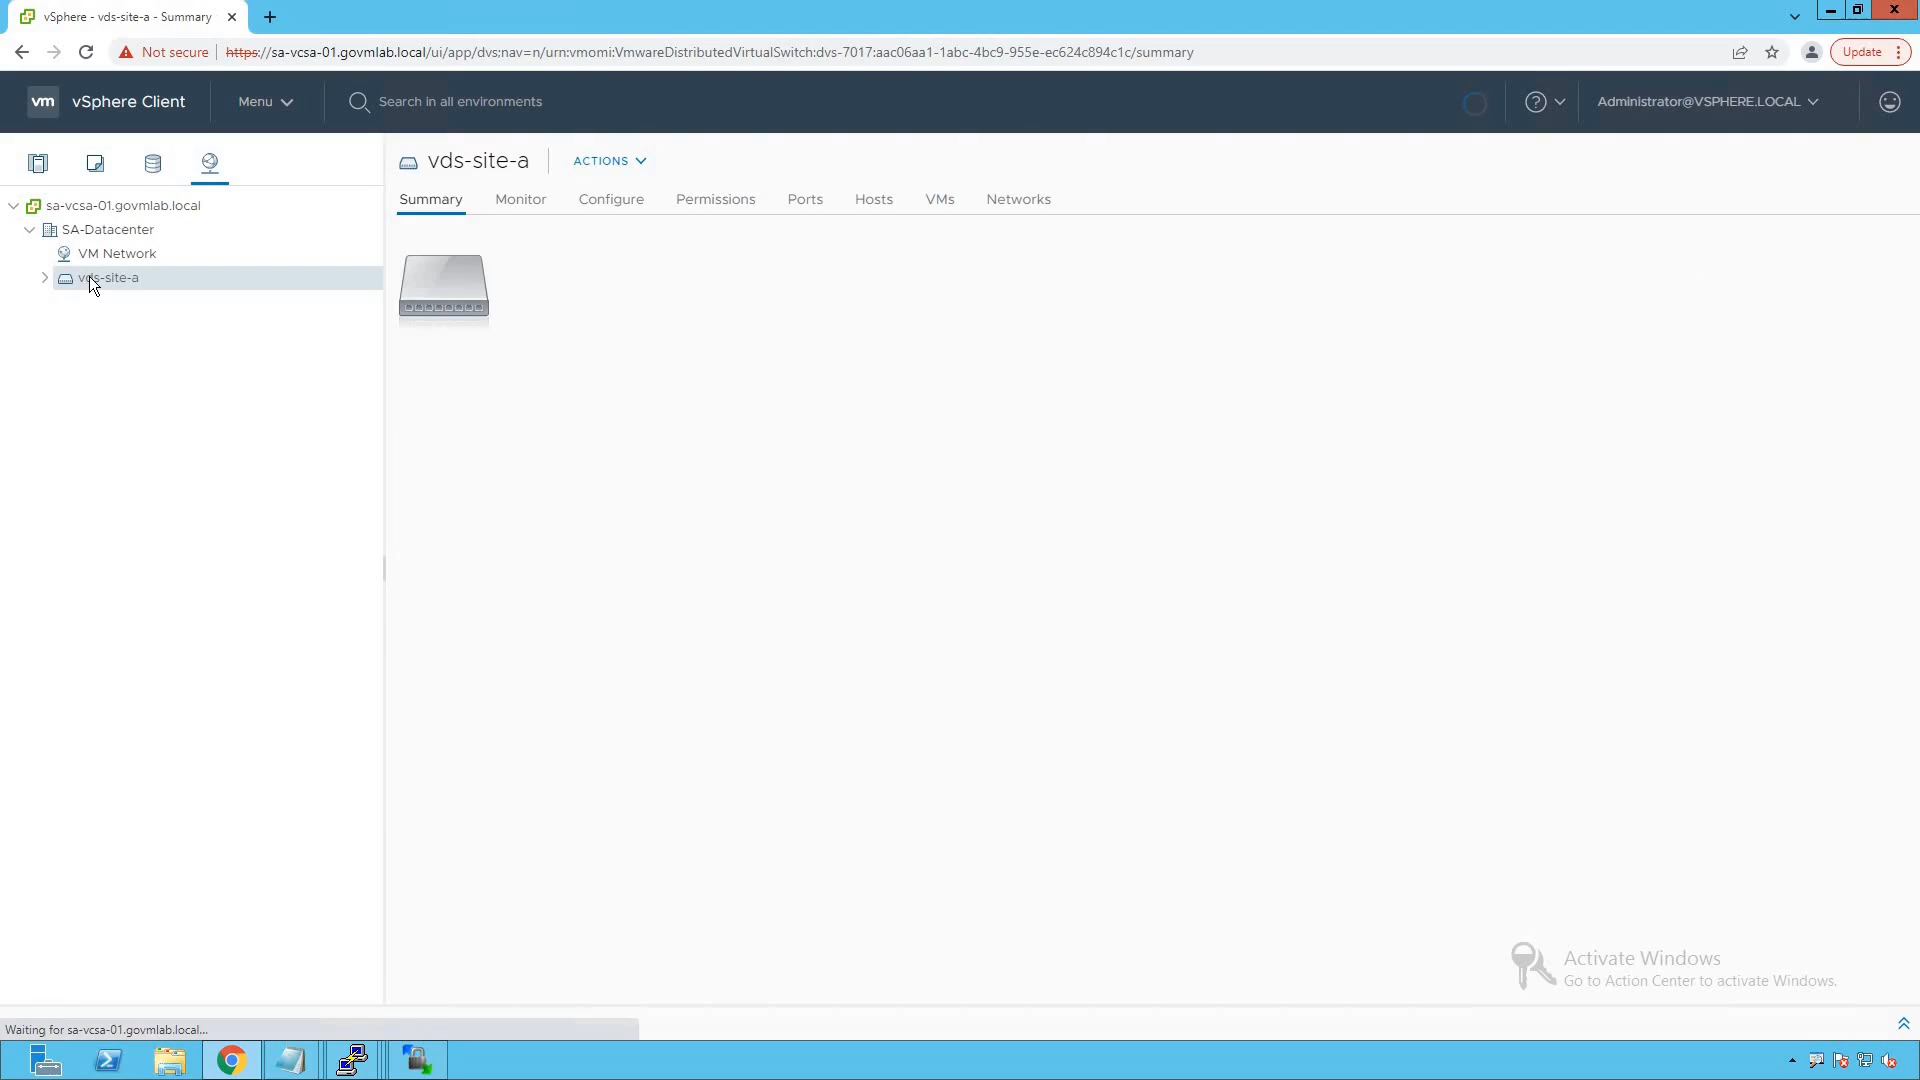 vSphere - vds-site-a - Summary
Not secure
https://sa-vcsa-01.govmlab.local/ui/app/dvs;nav=n/urn:vmomi:VmwareDistributedVirtualSwitch:dvs-7017:aac06aa1-1abc-4bc9-955e-ec624c894c1c/summary
Update
vm
vSphere Client
Menu
Search in all environments
Administrator@VSPHERE.LOCAL
vds-site-a
ACTIONS
Summary
Monitor
Configure
Permissions
Ports
Hosts
VMs
Networks
sa-vcsa-01.govmlab.local
SA-Datacenter
VM Network
vds-site-a
Activate Windows
Go to Action Center to activate Windows.
Waiting for sa-vcsa-01.govmlab.local...